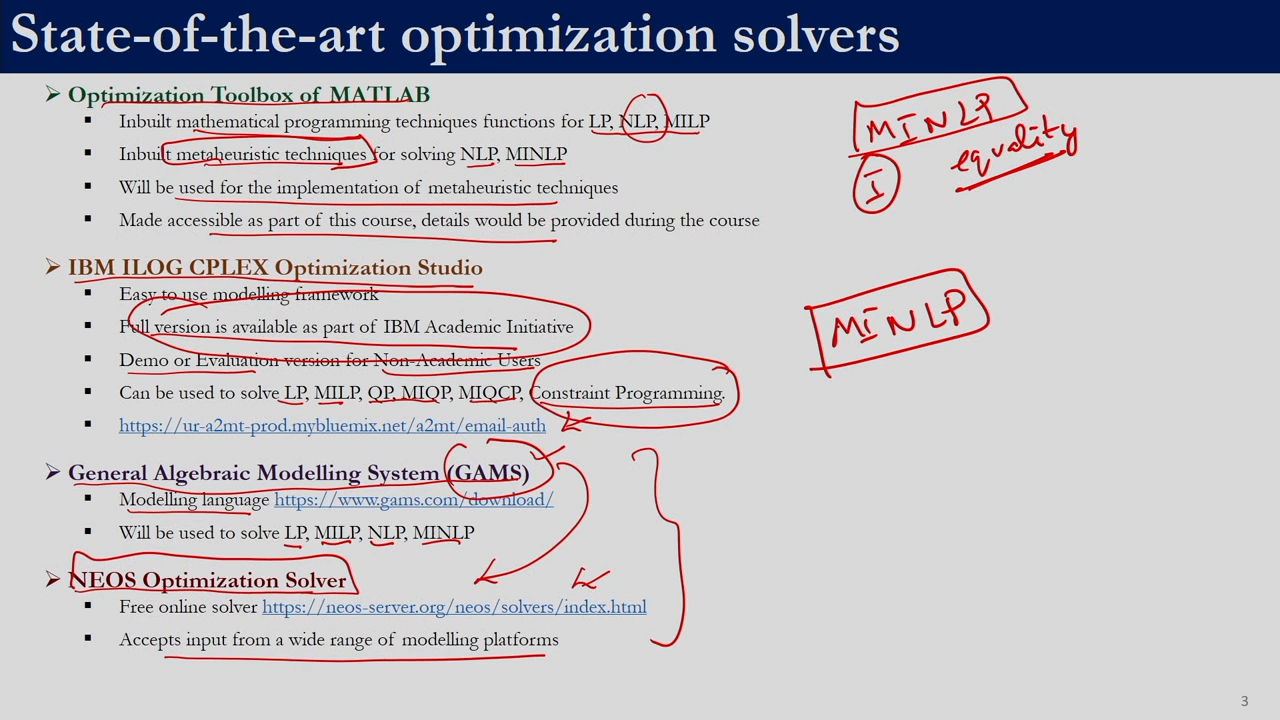 State-of-the-art optimization solvers
➢ Optimization Toolbox of MATLAB
▪ Inbuilt mathematical programming techniques functions for LP, NLP, MILP
▪ Inbuilt metaheuristic techniques for solving NLP, MINLP
▪ Will be used for the implementation of metaheuristic techniques
▪ Made accessible as part of this course, details would be provided during the course
MINLP
I
equality
➢ IBM ILOG CPLEX Optimization Studio
▪ Easy to use modelling framework
▪ Full version is available as part of IBM Academic Initiative
▪ Demo or Evaluation version for Non-Academic Users
▪ Can be used to solve LP, MILP, QP, MIQP, MIQCP, Constraint Programming.
▪ https://ur-a2mt-prod.mybluemix.net/a2mt/email-auth
MINLP
➢ General Algebraic Modelling System (GAMS)
▪ Modelling language https://www.gams.com/download/
▪ Will be used to solve LP, MILP, NLP, MINLP
➢ NEOS Optimization Solver
▪ Free online solver https://neos-server.org/neos/solvers/index.html
▪ Accepts input from a wide range of modelling platforms
3